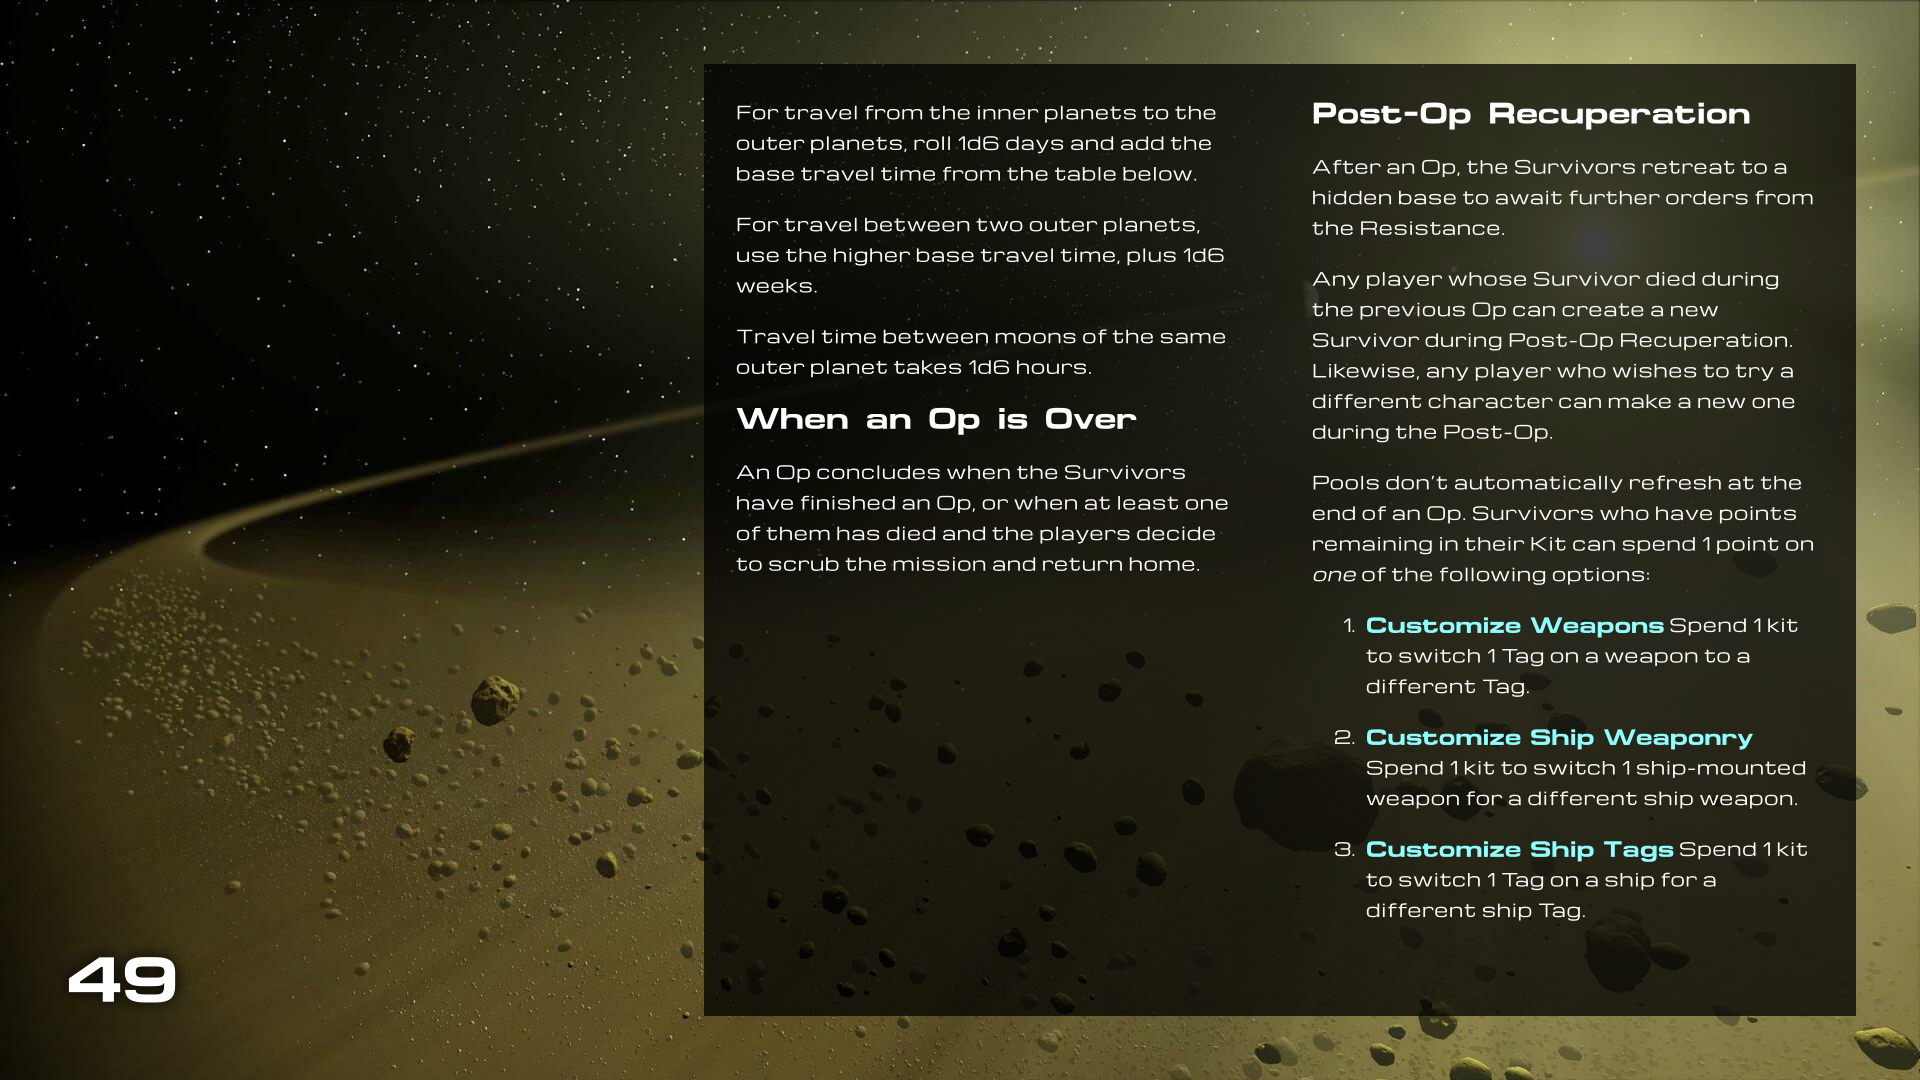 For travel from the inner planets to the
outer planets, roll 1d6 days and add the
base travel time from the table below.
For travel between two outer planets,
use the higher base travel time, plus 1d6
weeks.
Travel time between moons of the same
outer planet takes 1d6 hours.
When an Op is Over
An Op concludes when the Survivors
have finished an Op, or when at least one
of them has died and the players decide
to scrub the mission and return home.
Post-Op Recuperation
After an Op, the Survivors retreat to a
hidden base to await further orders from
the Resistance.
Any player whose Survivor died during
the previous Op can create a new
Survivor during Post-Op Recuperation.
Likewise, any player who wishes to try a
different character can make a new one
during the Post-Op.
Pools don't automatically refresh at the
end of an Op. Survivors who have points
remaining in their Kit can spend 1 point on
one of the following options:
1. Customize Weapons Spend 1 kit
to switch 1 Tag on a weapon to a
different Tag.
2. Customize Ship Weaponry
Spend 1 kit to switch 1 ship-mounted
weapon for a different ship weapon.
3. Customize Ship Tags Spend 1 kit
to switch 1 Tag on a ship for a
different ship Tag.
49